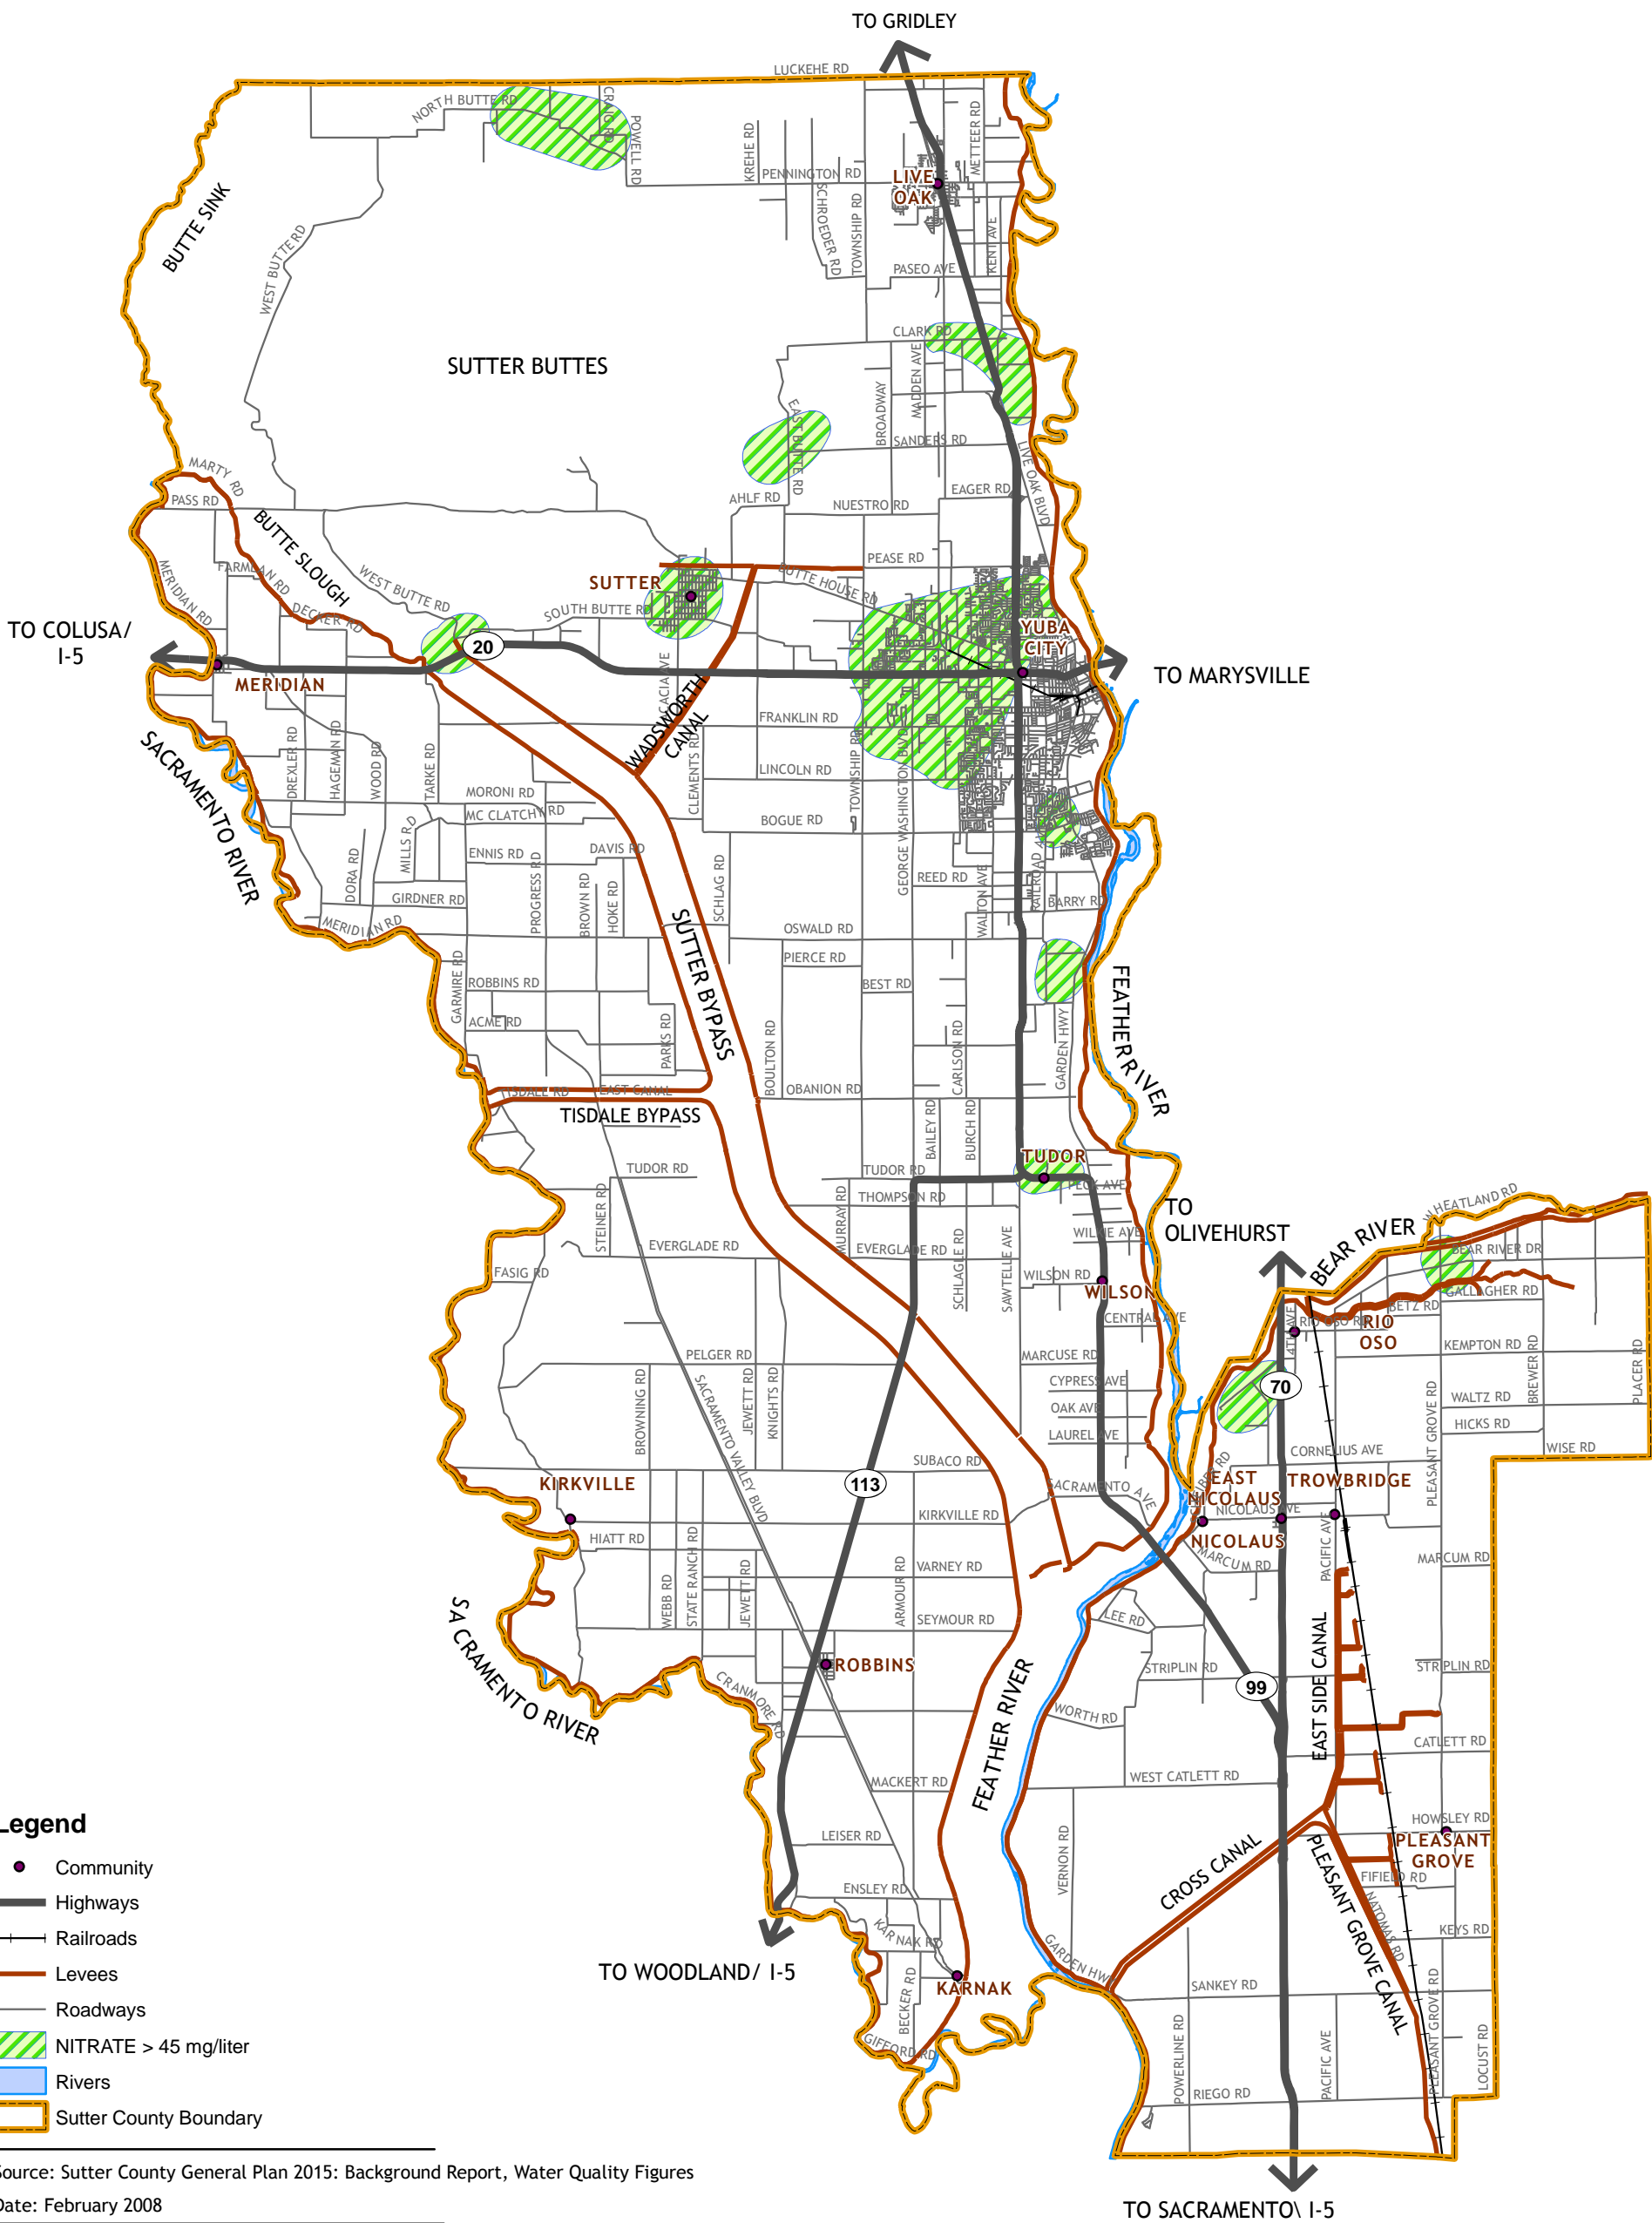 TO GRIDLEY
LUCKEHE RD
NORTH BUTTE RD
CRAIG RD
POWELL RD
KREHE RD
PENNINGTON RD
SCHROEDER RD
TOWNSHIP RD
METTEER RD
LIVE
OAK
KENT AVE
PASEO AVE
BUTTE SINK
WEST BUTTE RD
CLARK RD
SUTTER BUTTES
BROADWAY
MADDEN AVE
EAST BUTTE RD
SANDERS RD
LIVE OAK BLVD
MARTY RD
PASS RD
AHLF RD
EAGER RD
NUESTRO RD
BUTTE SLOUGH
PEASE RD
BUTTE HOUSE RD
FARMLAN RD
WEST BUTTE RD
SUTTER
MERIDIAN RD
DECKER RD
SOUTH BUTTE RD
YUBA
CITY
TO COLUSA/
I-5
20
TO MARYSVILLE
MERIDIAN
ACACIA AVE
WADSWORTH
CANAL
FRANKLIN RD
SACRAMENTO RIVER
DREXLER RD
HAGEMAN RD
WOOD RD
TARKE RD
CLEMENTS RD
LINCOLN RD
TOWNSHIP RD
GEORGE WASHINGTON BLVD
MORONI RD
MC CLATCHY RD
BOGUE RD
MILLS RD
DORA RD
ENNIS RD
DAVIS RD
PROGRESS RD
BROWN RD
HOKE RD
SCHLAG RD
REED RD
WALTON AVE
RAILROAD AVE
GIRDNER RD
BARRY RD
MERIDIAN RD
OSWALD RD
SUTTER BYPASS
PIERCE RD
GARMIRE RD
ROBBINS RD
BEST RD
FEATHER RIVER
ACME RD
PARKS RD
BOULTON RD
CARLSON RD
GARDEN HWY
TISDALE RD
EAST CANAL
OBANION RD
TISDALE BYPASS
BAILEY RD
BURCH RD
TUDOR
TUDOR RD
TUDOR RD
THOMPSON RD
PECK AVE
STEINER RD
MURRAY RD
TO
OLIVEHURST
WHEATLAND RD
WILKIE AVE
EVERGLADE RD
EVERGLADE RD
SCHLAGLE RD
SAWTELLE AVE
BEAR RIVER
BEAR RIVER DR
FASIG RD
WILSON RD
WILSON
GALLAGHER RD
BETZ RD
CENTRAL AVE
4TH AVE
RIO OSO RD
RIO
OSO
KEMPTON RD
PELGER RD
MARCUSE RD
BROWNING RD
SACRAMENTO VALLEY BLVD
JEWETT RD
KNIGHTS RD
CYPRESS AVE
70
PLEASANT GROVE RD
WALTZ RD
BREWER RD
PLACER RD
OAK AVE
HICKS RD
LAUREL AVE
CORNELIUS AVE
WISE RD
SUBACO RD
KIRKVILLE
113
SACRAMENTO AVE
EAST
NICOLAUS
TROWBRIDGE
NICOLAUS AVE
KIRKVILLE RD
HIATT RD
NICOLAUS
PACIFIC AVE
WEBB RD
STATE RANCH RD
JEWETT RD
ARMOUR RD
VARNEY RD
MARCUM RD
MARCUM RD
SEYMOUR RD
LEE RD
SACRAMENTO RIVER
ROBBINS
STRIPLIN RD
STRIPLIN RD
CRANMORE RD
99
EAST SIDE CANAL
FEATHER RIVER
WORTH RD
CATLETT RD
MACKERT RD
WEST CATLETT RD
HOWSLEY RD
LEISER RD
VERNON RD
PLEASANT
GROVE
CROSS CANAL
FIFIELD RD
ENSLEY RD
PLEASANT GROVE CANAL
NATOMAS RD
KARNAK RD
KEYS RD
GARDEN HWY
TO WOODLAND/ I-5
KARNAK
SANKEY RD
BECKER RD
PLEASANT GROVE RD
GIFFORD RD
POWERLINE RD
PACIFIC AVE
LOCUST RD
RIEGO RD
TO SACRAMENTO\ I-5
Legend
Community
Highways
Railroads
Levees
Roadways
NITRATE > 45 mg/liter
Rivers
Sutter County Boundary
Source: Sutter County General Plan 2015: Background Report, Water Quality Figures
Date: February 2008